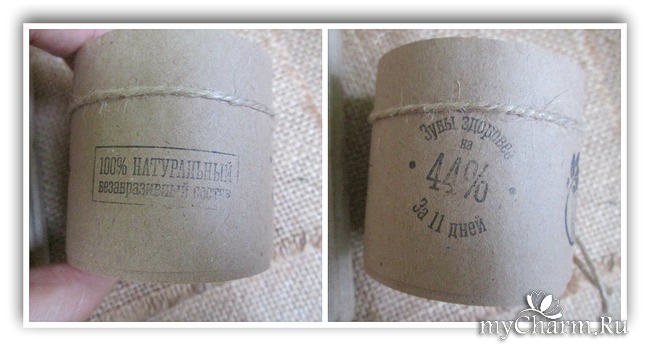 100% НАТУРАЛЬНЫЙ
безабразивный состав
Зубы здоровее
на
44%
За 11 дней
myCharm.Ru